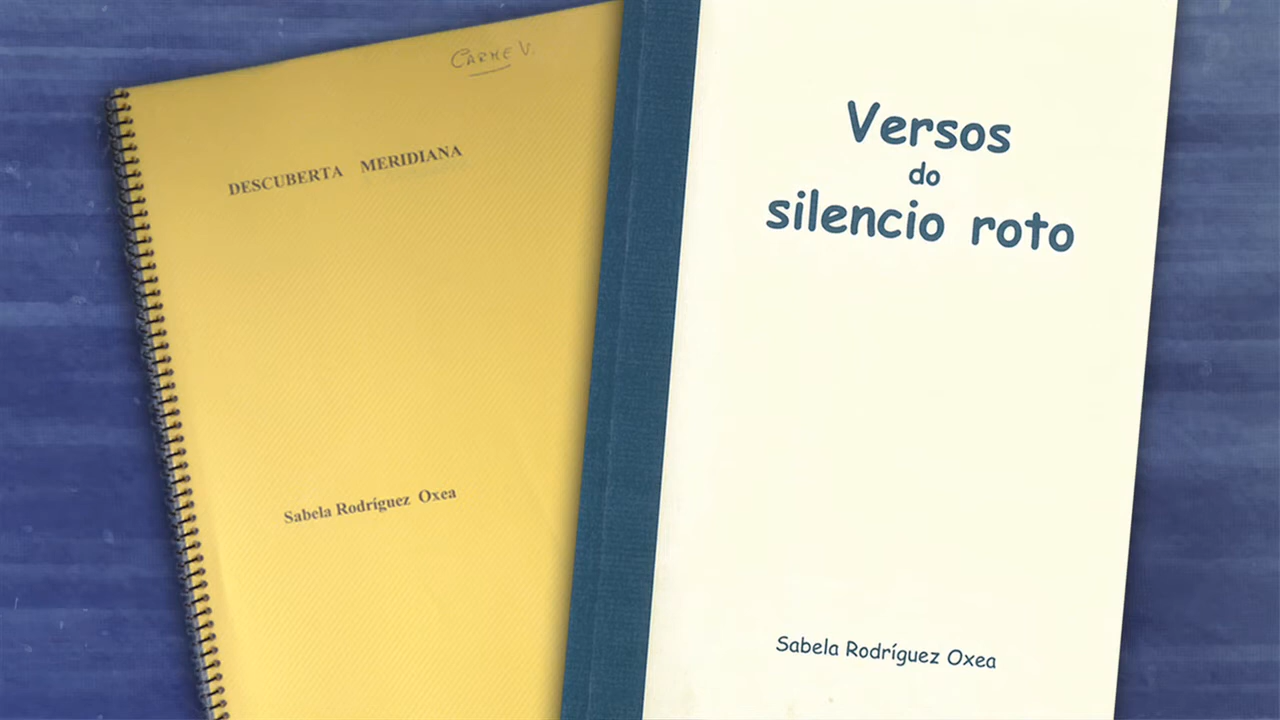 CARME V.
DESCUBERTA MERIDIANA
Sabela Rodríguez Oxea
Versos
do
silencio roto
Sabela Rodríguez Oxea